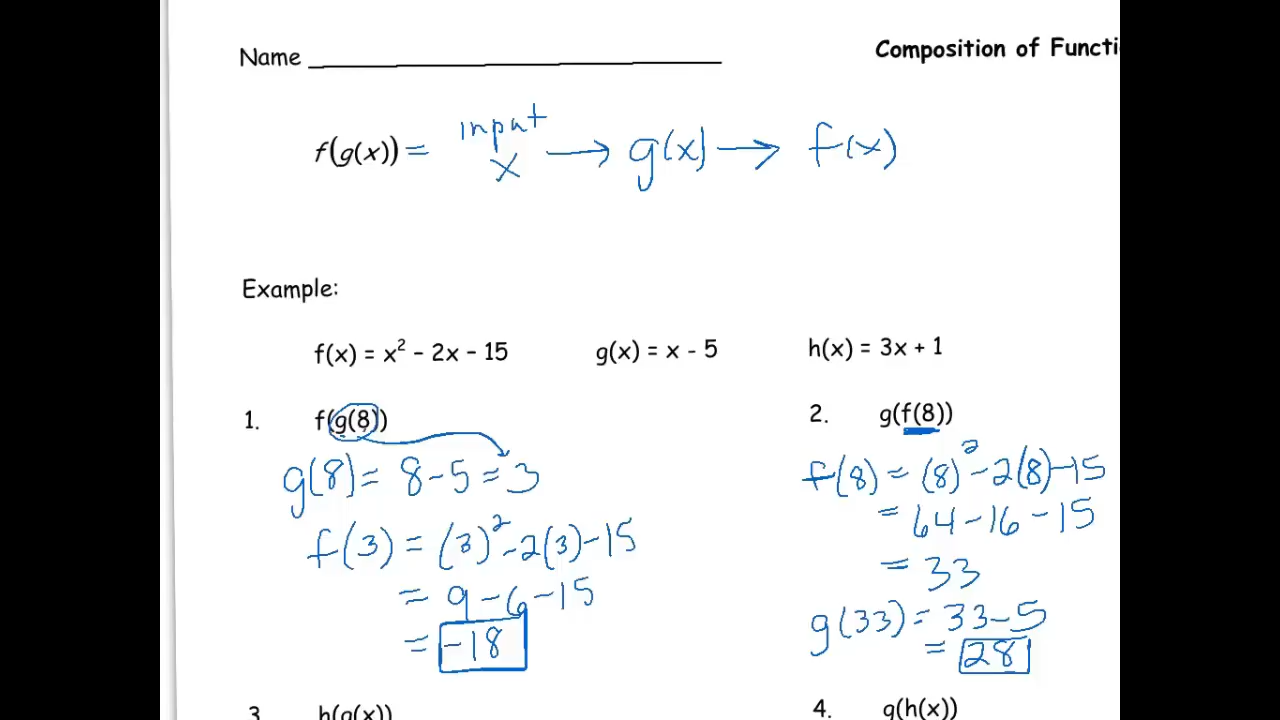 Name ____________ Composition of Functi
f(g(x)) = input x → g(x) → f(x)
Example:
f(x) = x² - 2x - 15 g(x) = x - 5 h(x) = 3x + 1
1. f(g(8))
g(8) = 8 - 5 = 3
f(3) = (3)² - 2(3) - 15
= 9 - 6 - 15
= -18
2. g(f(8))
f(8) = (8)² - 2(8) - 15
= 64 - 16 - 15
= 33
g(33) = 33 - 5
= 28
3. h(g(x))
4. g(h(x))